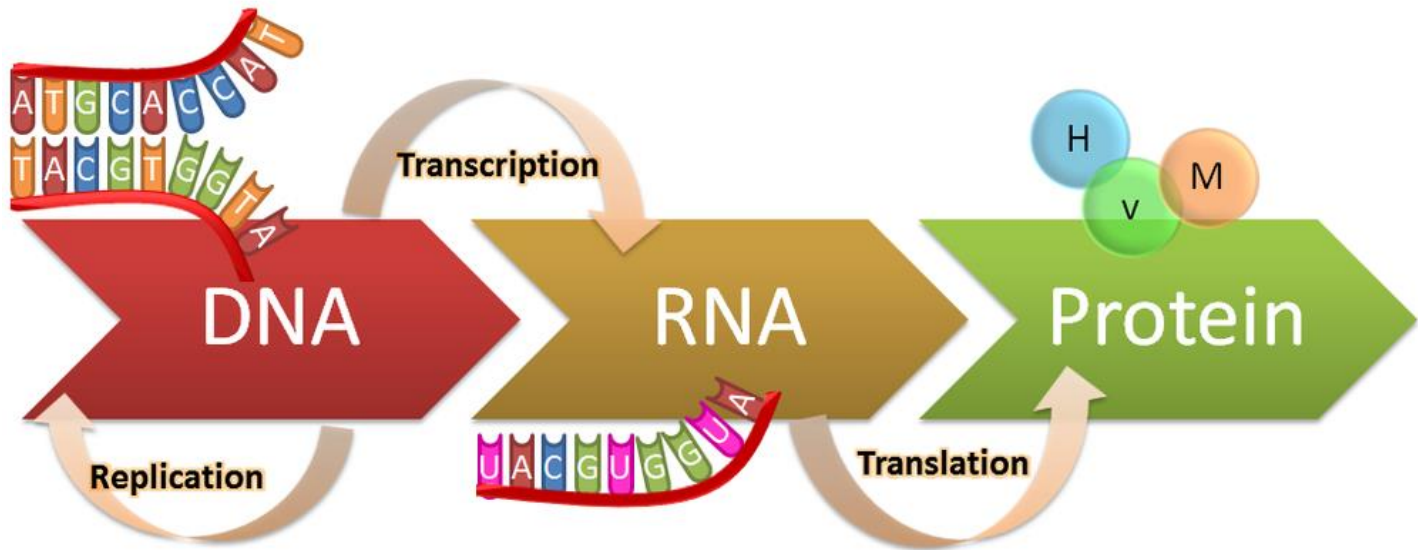 ATGCACCAT
TACGTGGTA
Transcription
H
V
M
DNA
RNA
Protein
Replication
UACGUGGUA
Translation